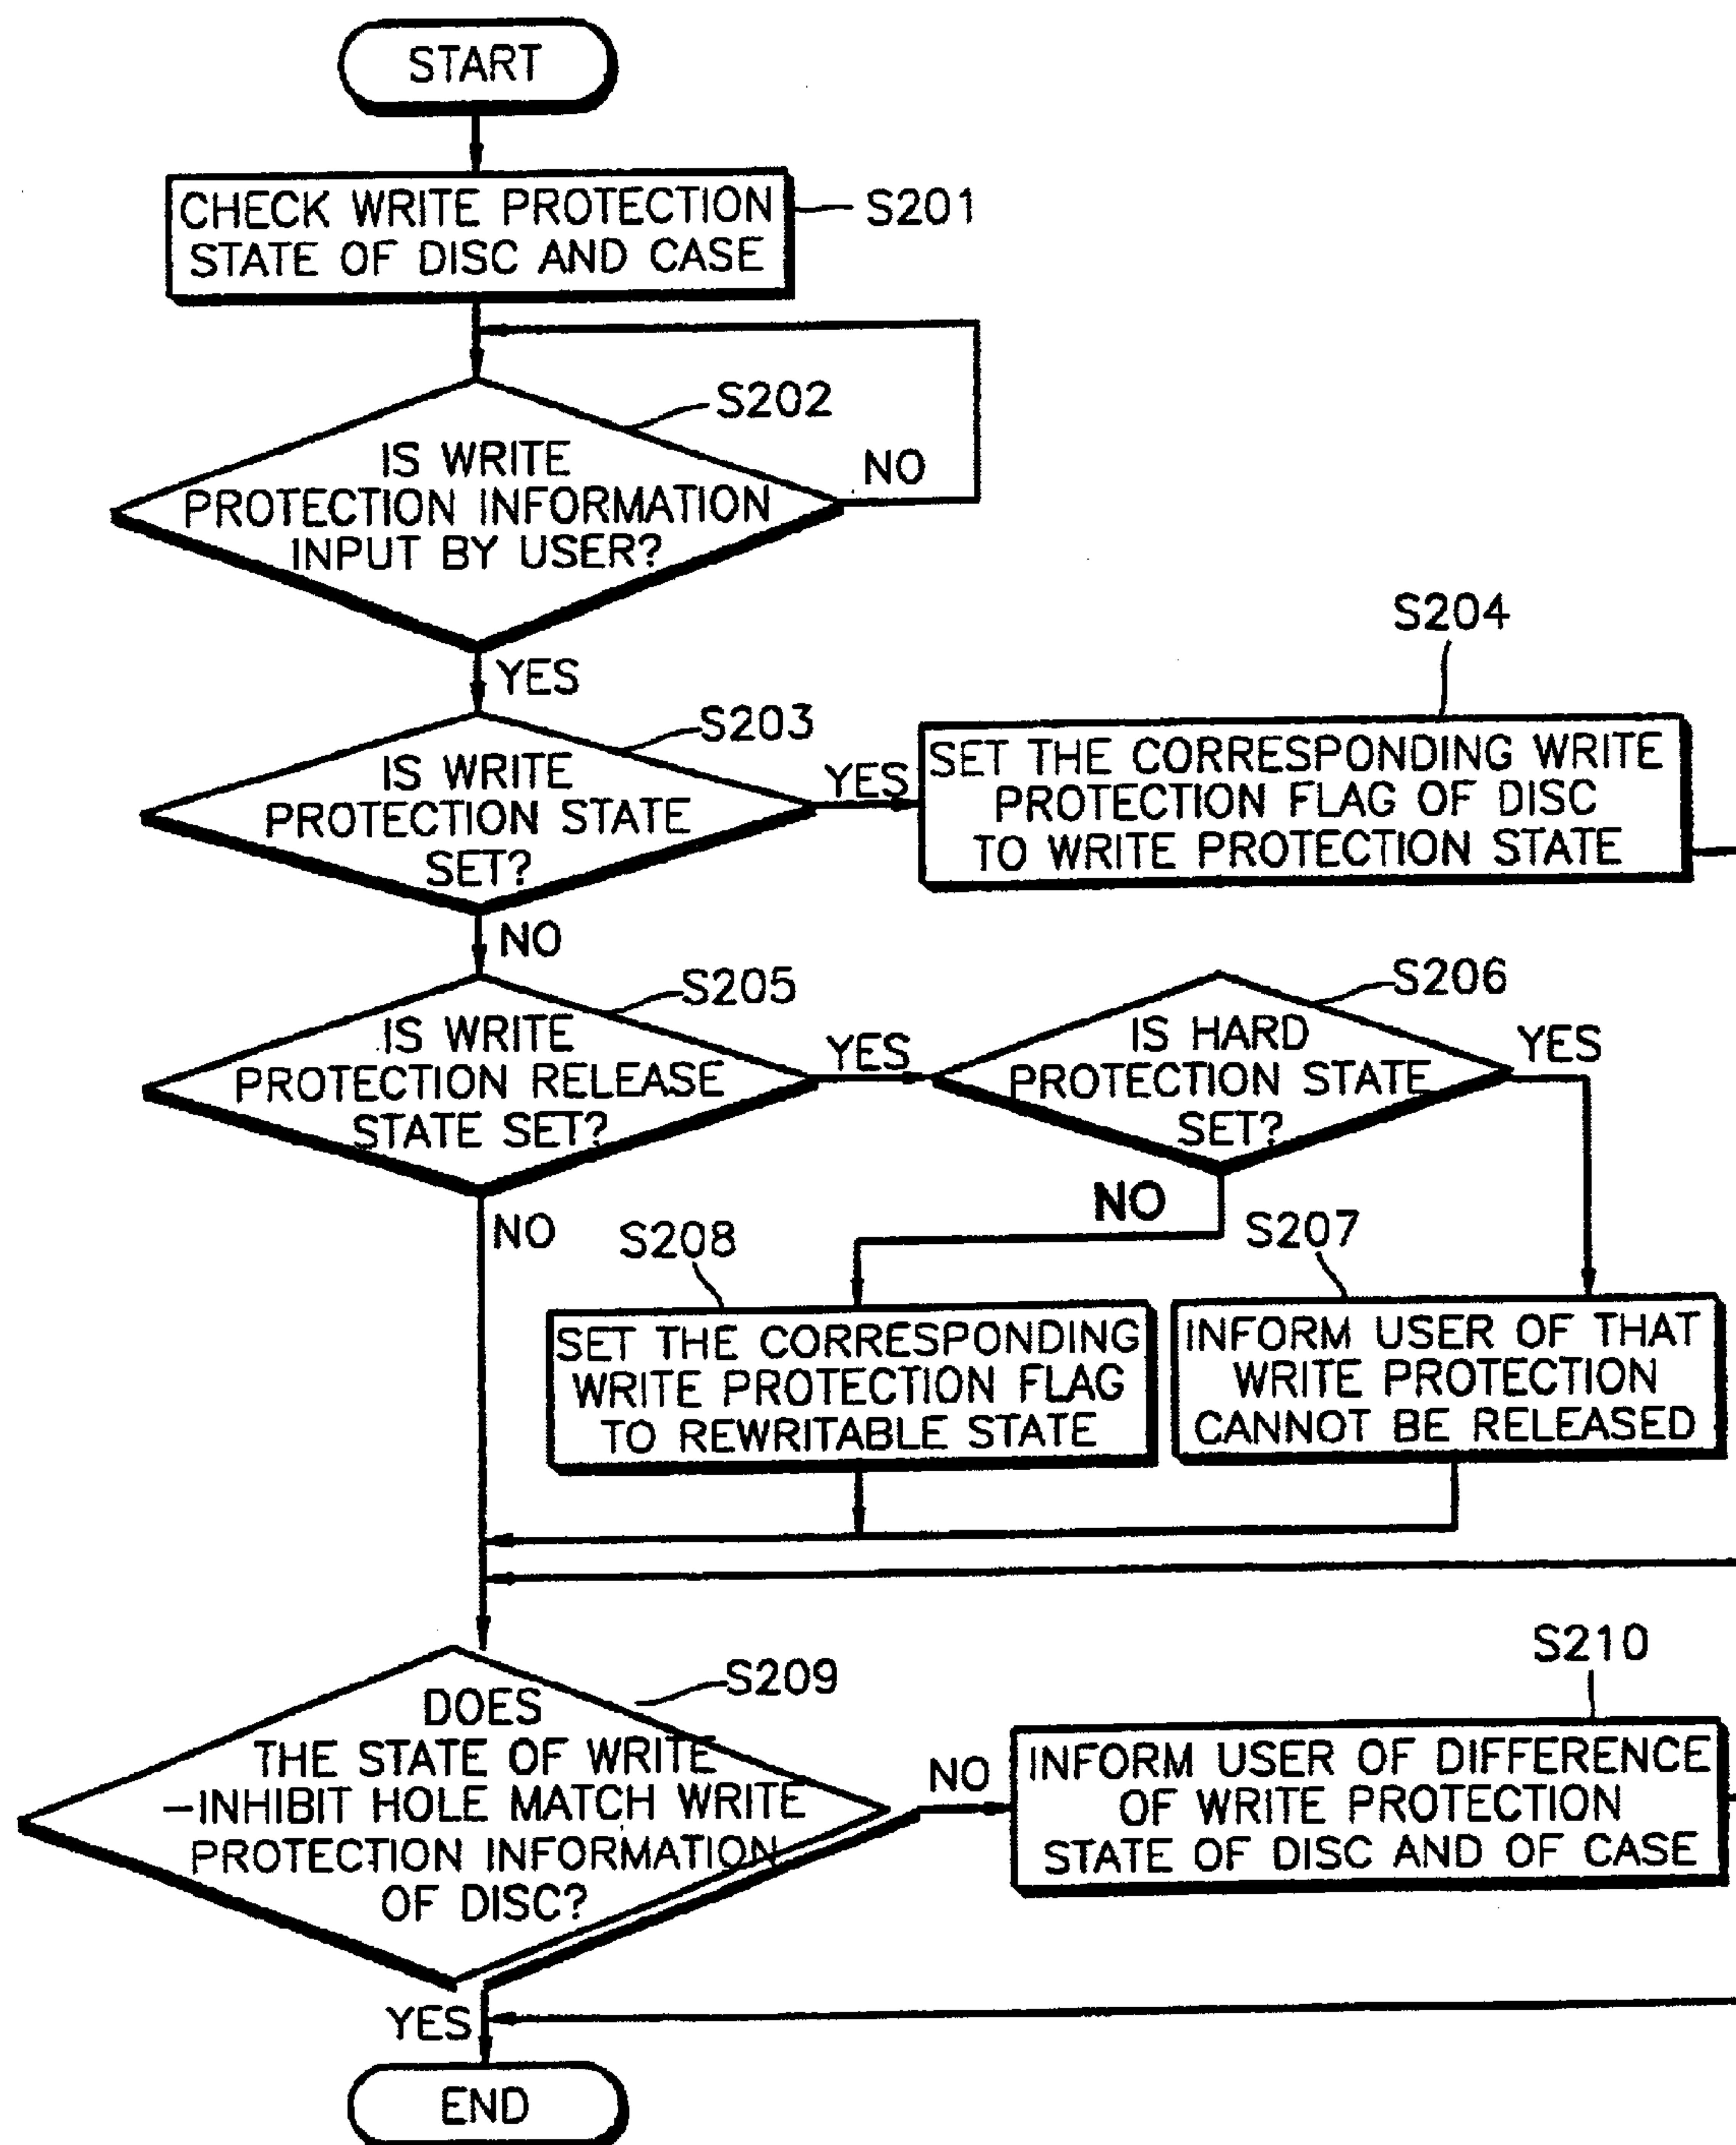 START
CHECK WRITE PROTECTION
STATE OF DISC AND CASE
S201
S202
IS WRITE
PROTECTION INFORMATION
INPUT BY USER?
NO
YES
S203
IS WRITE
PROTECTION STATE
SET?
YES
S204
SET THE CORRESPONDING WRITE
PROTECTION FLAG OF DISC
TO WRITE PROTECTION STATE
NO
S205
IS WRITE
PROTECTION RELEASE
STATE SET?
YES
S206
IS HARD
PROTECTION STATE
SET?
YES
NO
NO
S208
SET THE CORRESPONDING
WRITE PROTECTION FLAG
TO REWRITABLE STATE
S207
INFORM USER OF THAT
WRITE PROTECTION
CANNOT BE RELEASED
S209
DOES
THE STATE OF WRITE
-INHIBIT HOLE MATCH WRITE
PROTECTION INFORMATION
OF DISC?
NO
S210
INFORM USER OF DIFFERENCE
OF WRITE PROTECTION
STATE OF DISC AND OF CASE
YES
END